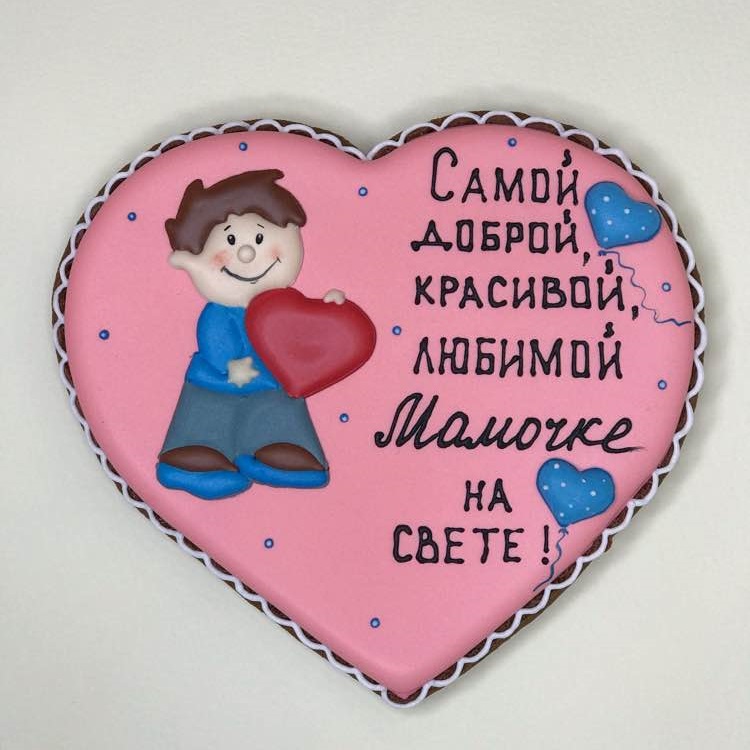 Самой
доброй,
красивой,
любимой
Мамочке
на
свете!